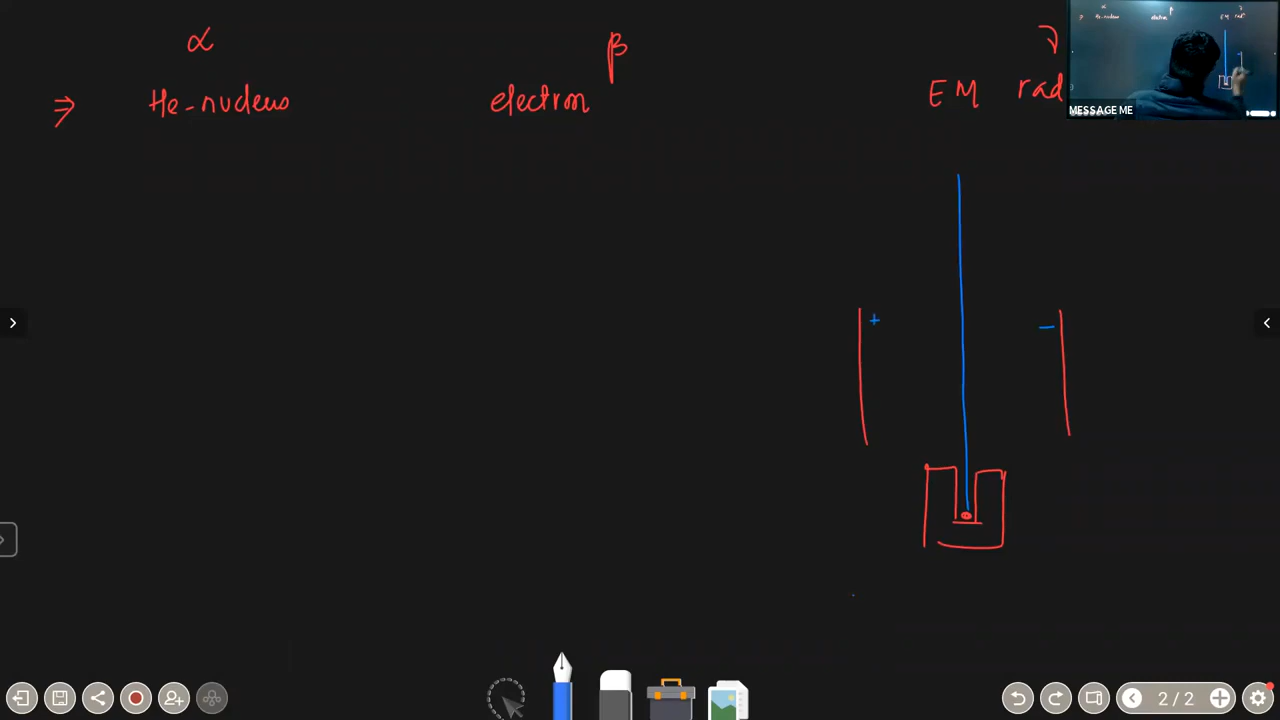 α β γ
⇒ He-nucleus electron EM rad
MESSAGE ME
+ −
2/2